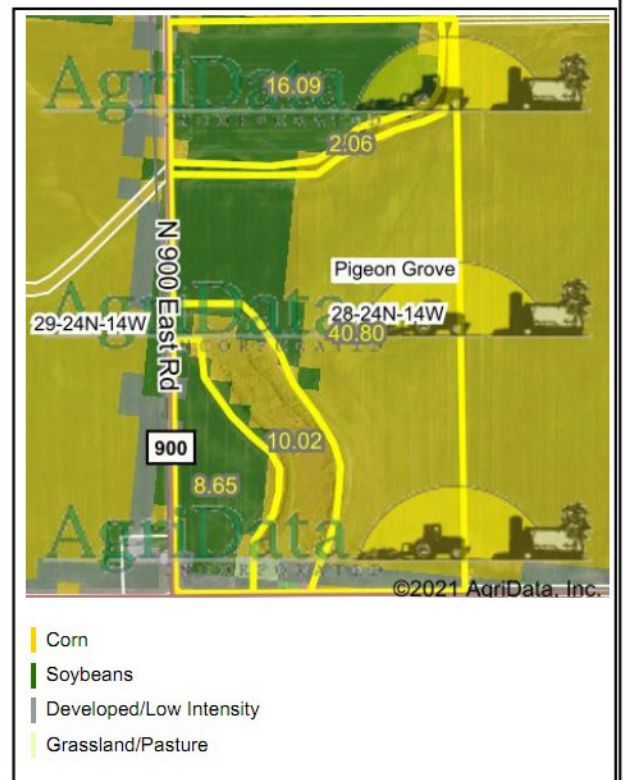 AgriData
INCORPORATED
16.09
2.06
N 900 East Rd
Pigeon Grove
AgriData
29-24N-14W
28-24N-14W
40.80
INCORPORATED
900
10.02
8.65
AgriData
INCORPORATED
©2021 AgriData, Inc.
Corn
Soybeans
Developed/Low Intensity
Grassland/Pasture